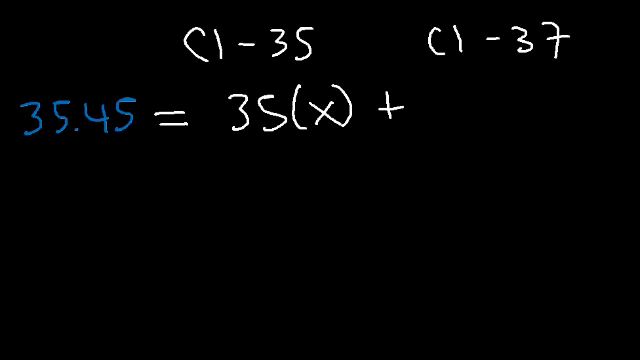 Cl - 35 Cl - 37
35.45 = 35(x) +